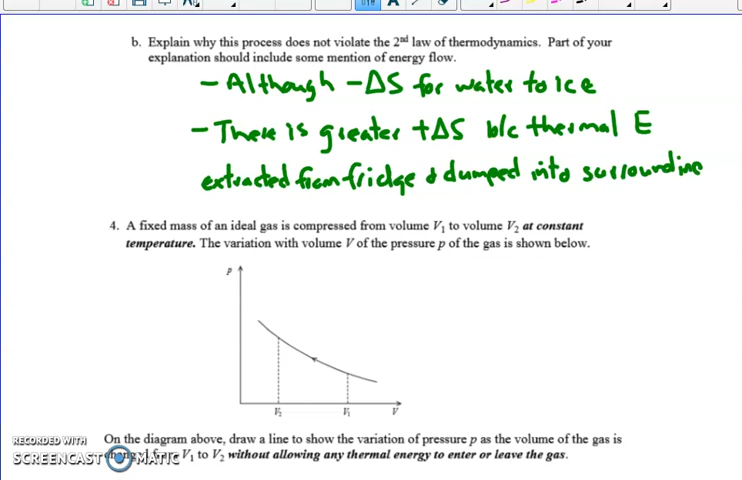 b. Explain why this process does not violate the 2nd law of thermodynamics. Part of your
explanation should include some mention of energy flow.
- Although -ΔS for water to ice
- There is greater +ΔS b/c thermal E
extracted from fridge & dumped into surrounding
4. A fixed mass of an ideal gas is compressed from volume V1 to volume V2 at constant
temperature. The variation with volume V of the pressure p of the gas is shown below.
P
V2 V1 V
On the diagram above, draw a line to show the variation of pressure p as the volume of the gas is
V1 to V2 without allowing any thermal energy to enter or leave the gas.
RECORDED WITH
SCREENCAST MATIC